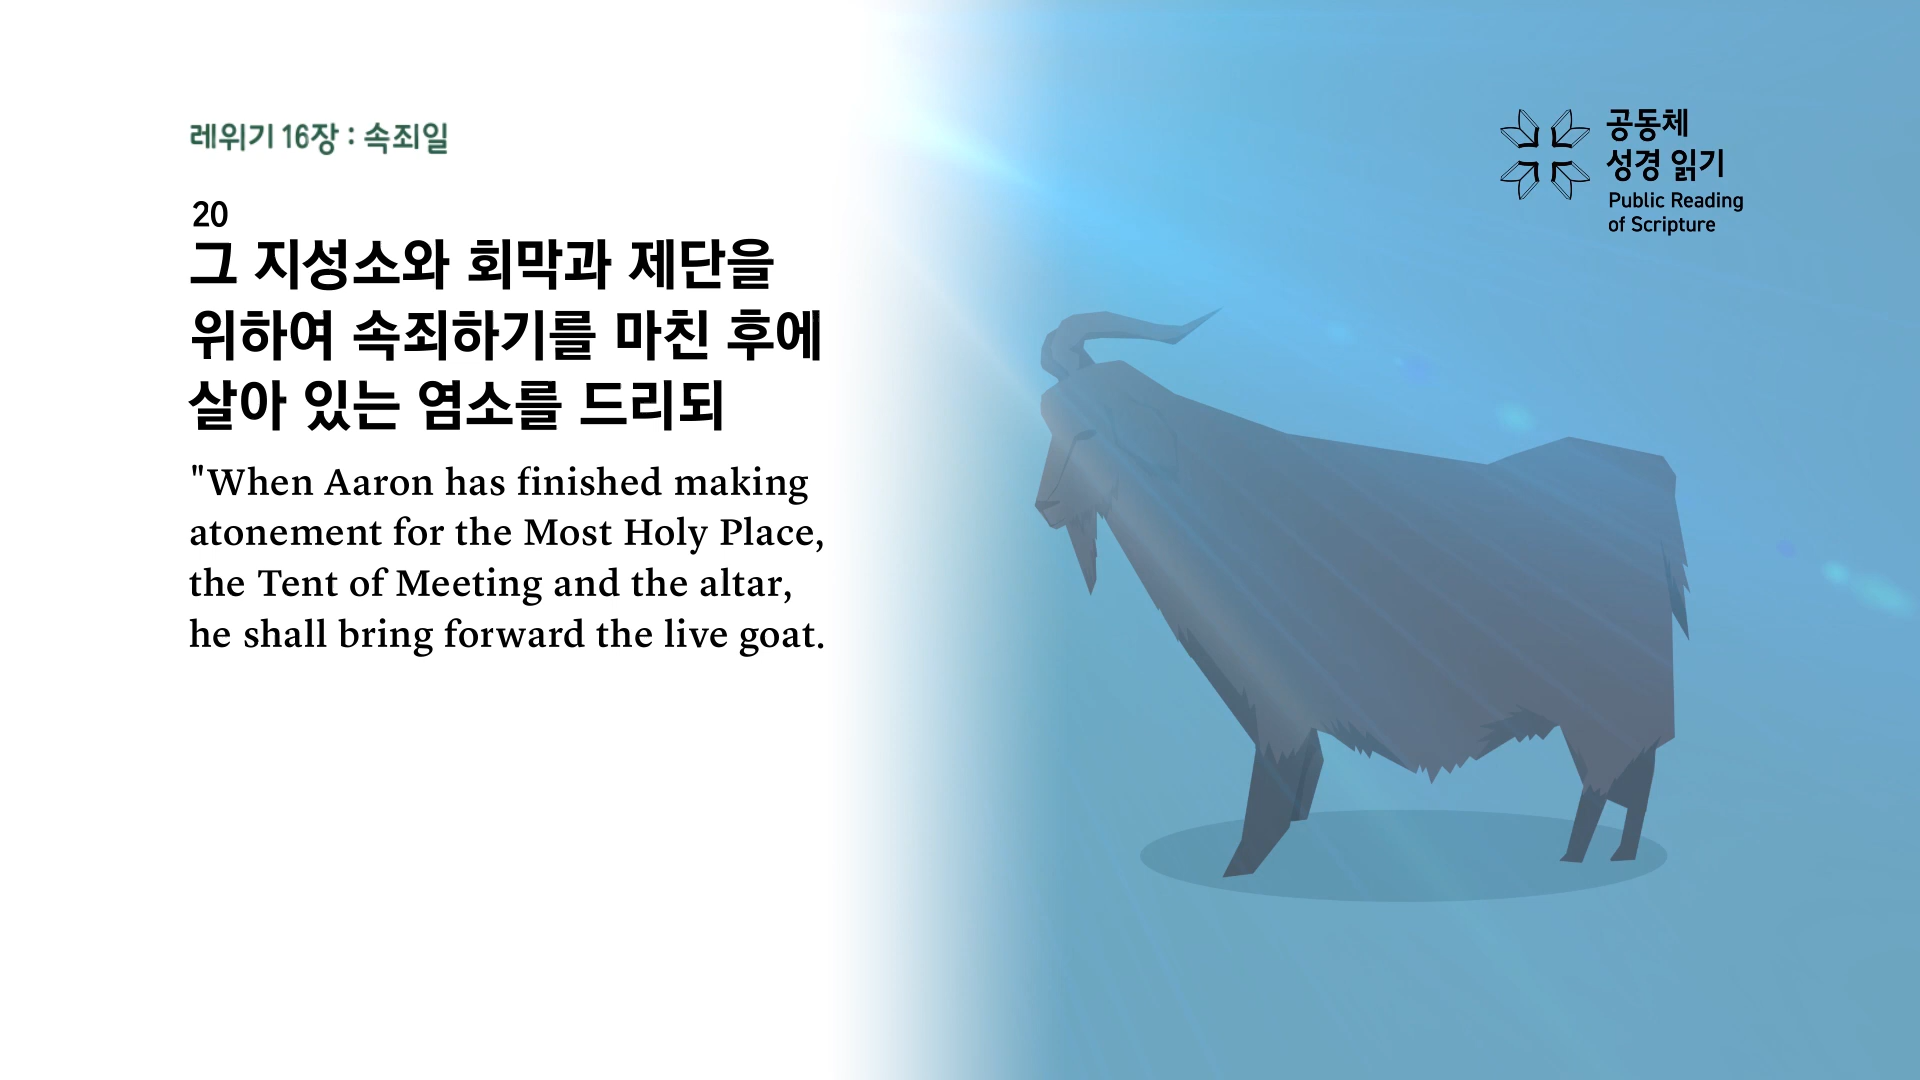 레위기 16장 : 속죄일
20
그 지성소와 회막과 제단을
위하여 속죄하기를 마친 후에
살아 있는 염소를 드리되
"When Aaron has finished making
atonement for the Most Holy Place,
the Tent of Meeting and the altar,
he shall bring forward the live goat.
공동체
성경 읽기
Public Reading
of Scripture